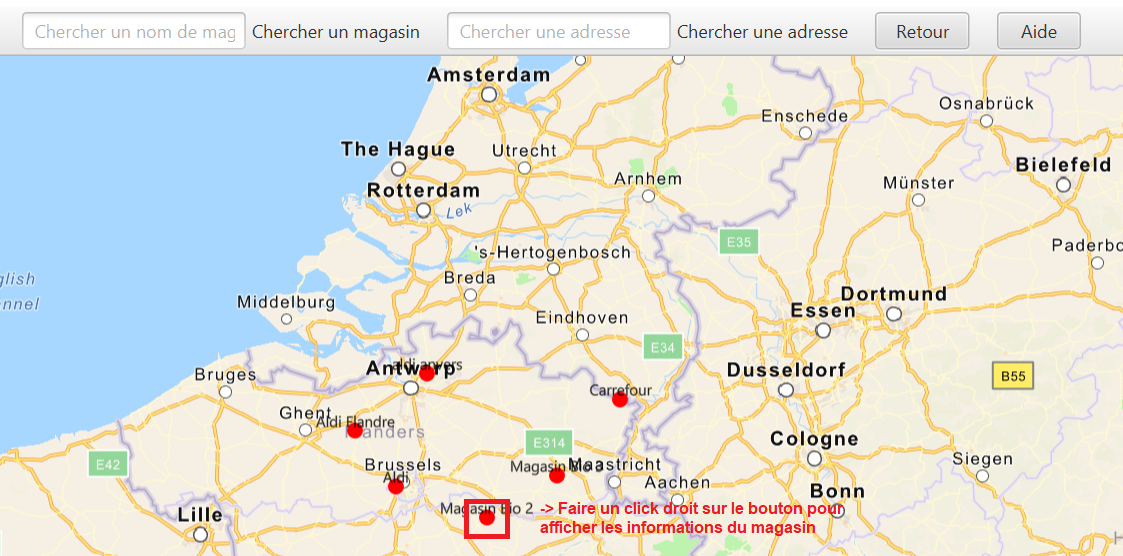 Chercher un nom de mag
Chercher un magasin
Chercher une adresse
Chercher une adresse
Retour
Aide
Amsterdam
Osnabrück
Enschede
The Hague
Utrecht
Bielefeld
Arnhem
Münster
Rotterdam
Lek
E35
Paderbo
's-Hertogenbosch
glish
nnel
Breda
Middelburg
Dortmund
Essen
Eindhoven
E34
aldi anvers
Antwerp
Dusseldorf
Bruges
B55
Carrefour
Ghent
Aldi Flandre
Flanders
Cologne
E314
E42
Brussels
Magasin Bio 3
Maastricht
Siegen
Aldi
Aachen
Bonn
Magasin Bio 2
-> Faire un click droit sur le bouton pour
afficher les informations du magasin
Lille
H